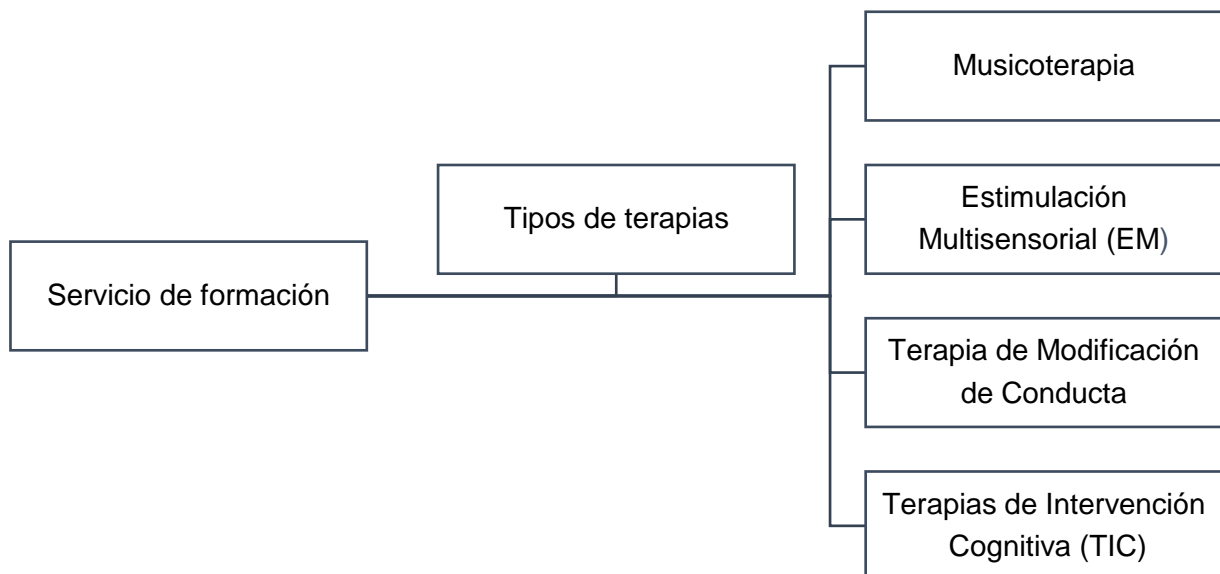 Servicio de formación
Tipos de terapias
Musicoterapia
Estimulación
Multisensorial (EM)
Terapia de Modificación
de Conducta
Terapias de Intervención
Cognitiva (TIC)